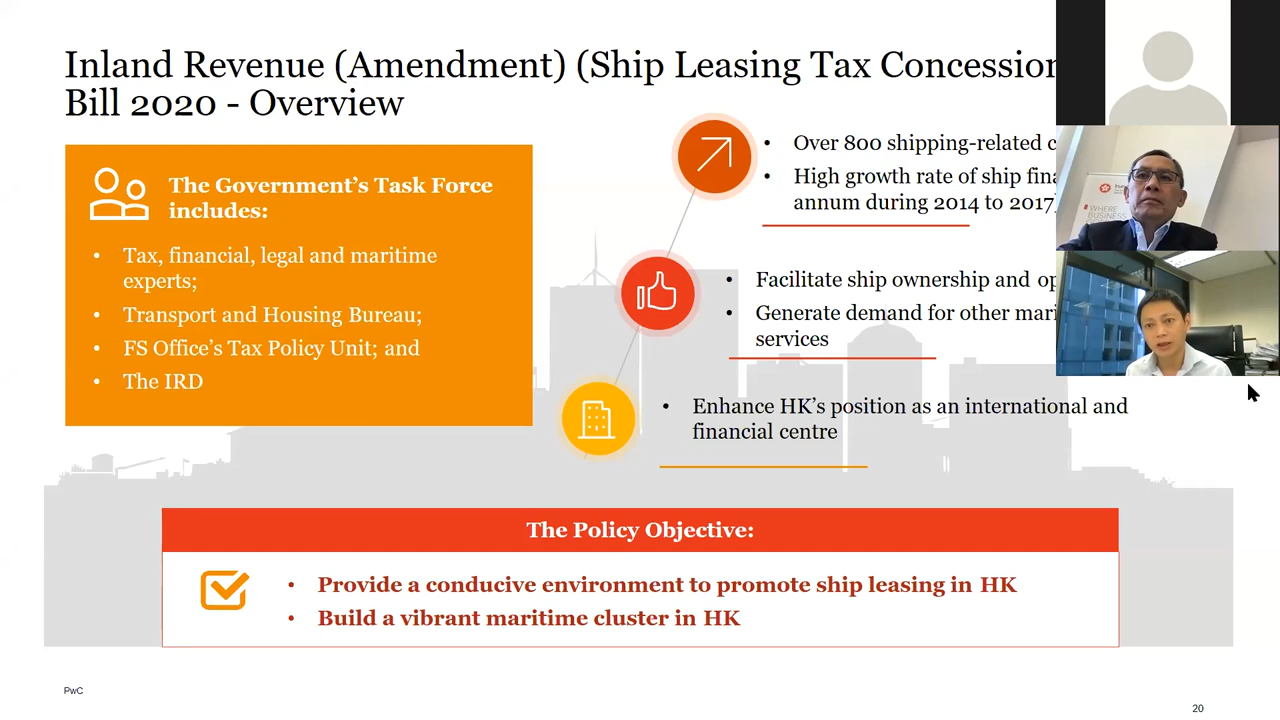 Inland Revenue (Amendment) (Ship Leasing Tax Concession
Bill 2020 - Overview
The Government's Task Force
includes:
• Tax, financial, legal and maritime
experts;
• Transport and Housing Bureau;
• FS Office's Tax Policy Unit; and
• The IRD
• Over 800 shipping-related
• High growth rate of ship
annum during 2014 to 2017
• Facilitate ship ownership and
• Generate demand for other
services
• Enhance HK's position as an international and
financial centre
WHERE
BUSINESS
The Policy Objective:
• Provide a conducive environment to promote ship leasing in HK
• Build a vibrant maritime cluster in HK
PwC
20